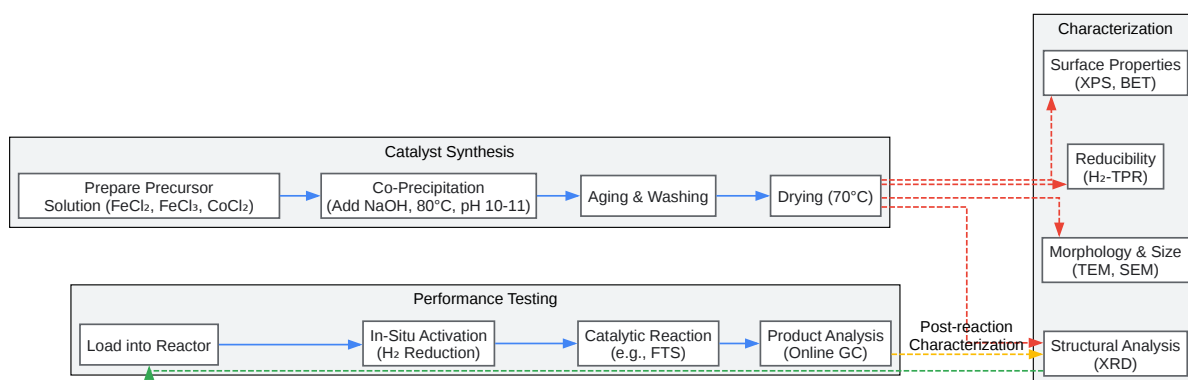 Characterization
Surface Properties
(XPS, BET)
Catalyst Synthesis
Reducibility
(H₂-TPR)
Prepare Precursor
Solution (FeCl₂, FeCl₃, CoCl₂)
Co-Precipitation
(Add NaOH, 80°C, pH 10-11)
Aging & Washing
Drying (70°C)
Morphology & Size
(TEM, SEM)
Performance Testing
Load into Reactor
In-Situ Activation
(H₂ Reduction)
Catalytic Reaction
(e.g., FTS)
Product Analysis
(Online GC)
Post-reaction
Characterization
Structural Analysis
(XRD)